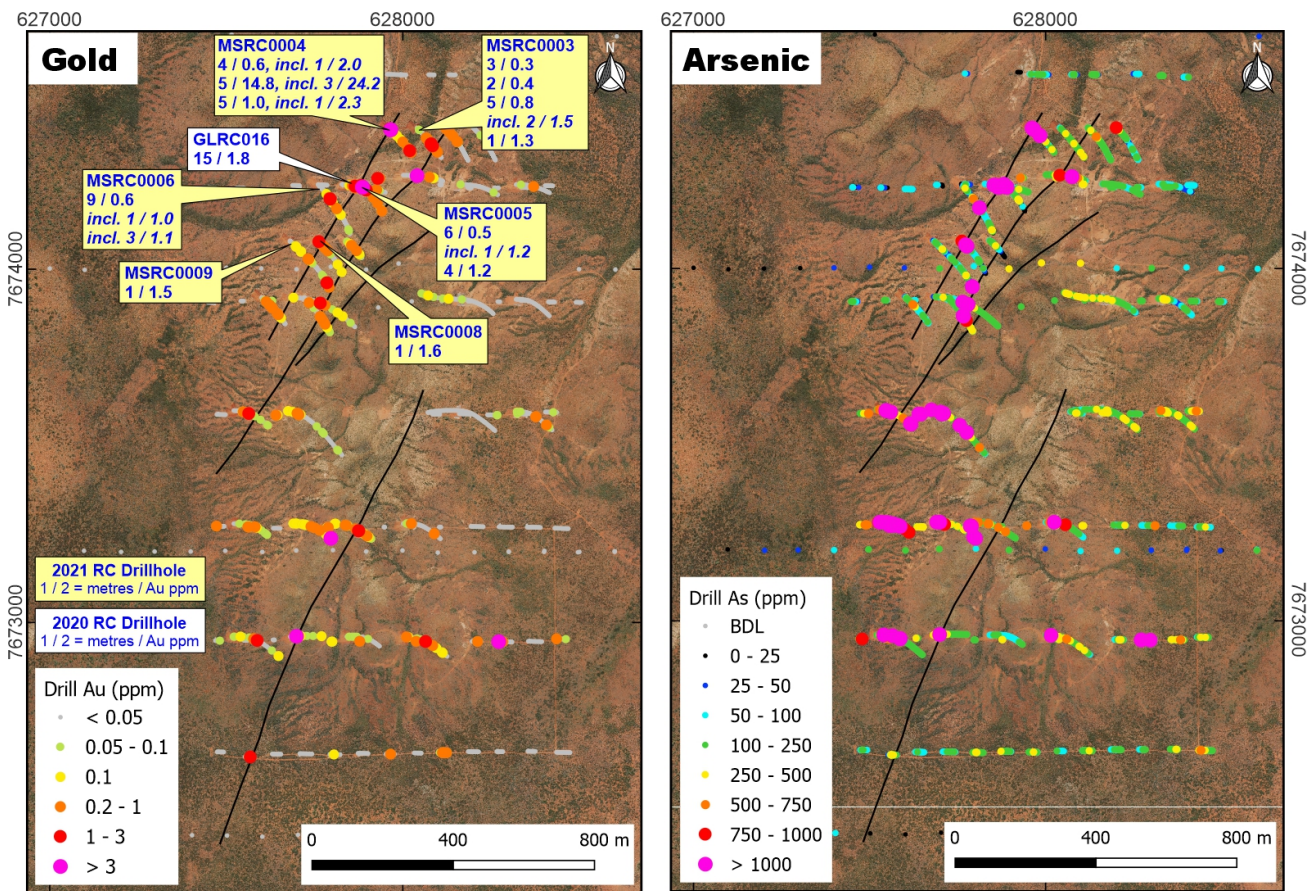 627000
628000
627000
628000
Gold
N
MSRC0004
4 / 0.6, incl. 1 / 2.0
5 / 14.8, incl. 3 / 24.2
5 / 1.0, incl. 1 / 2.3
MSRC0003
3 / 0.3
2 / 0.4
5 / 0.8
incl. 2 / 1.5
1 / 1.3
GLRC016
15 / 1.8
MSRC0006
9 / 0.6
incl. 1 / 1.0
incl. 3 / 1.1
MSRC0005
6 / 0.5
incl. 1 / 1.2
4 / 1.2
MSRC0009
1 / 1.5
MSRC0008
1 / 1.6
7674000
7673000
2021 RC Drillhole
1 / 2 = metres / Au ppm
2020 RC Drillhole
1 / 2 = metres / Au ppm
Drill Au (ppm)
< 0.05
0.05 - 0.1
0.1
0.2 - 1
1 - 3
> 3
0
400
800 m
Arsenic
N
7674000
7673000
Drill As (ppm)
BDL
0 - 25
25 - 50
50 - 100
100 - 250
250 - 500
500 - 750
750 - 1000
> 1000
0
400
800 m